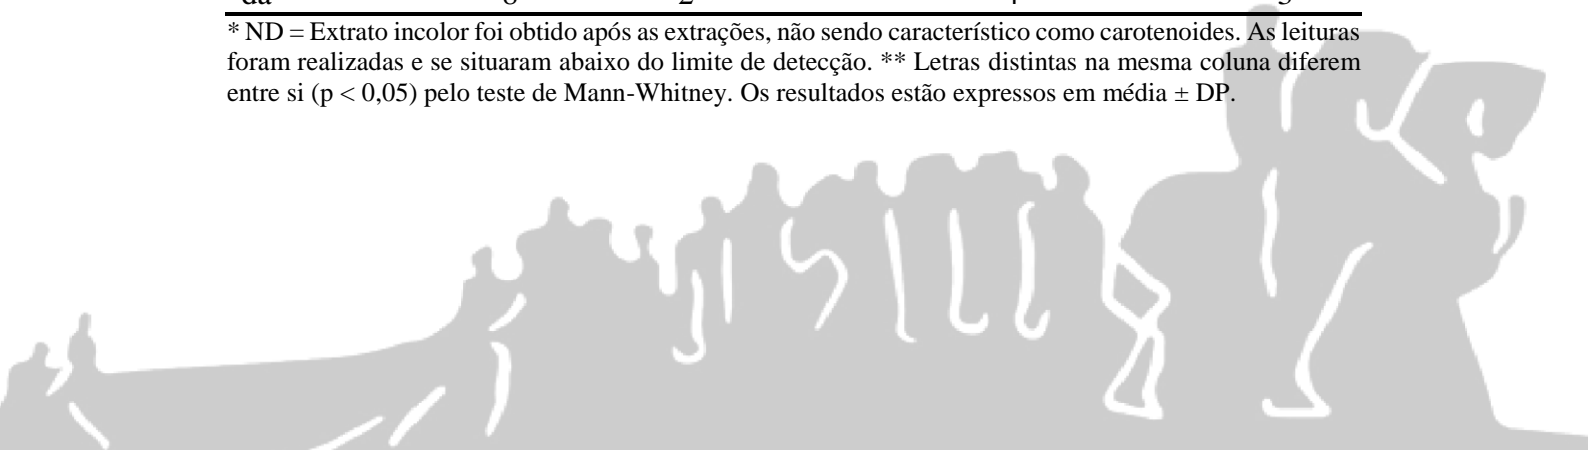 * ND = Extrato incolor foi obtido após as extrações, não sendo característico como carotenoides. As leituras
foram realizadas e se situaram abaixo do limite de detecção. ** Letras distintas na mesma coluna diferem
entre si (p < 0,05) pelo teste de Mann-Whitney. Os resultados estão expressos em média ± DP.